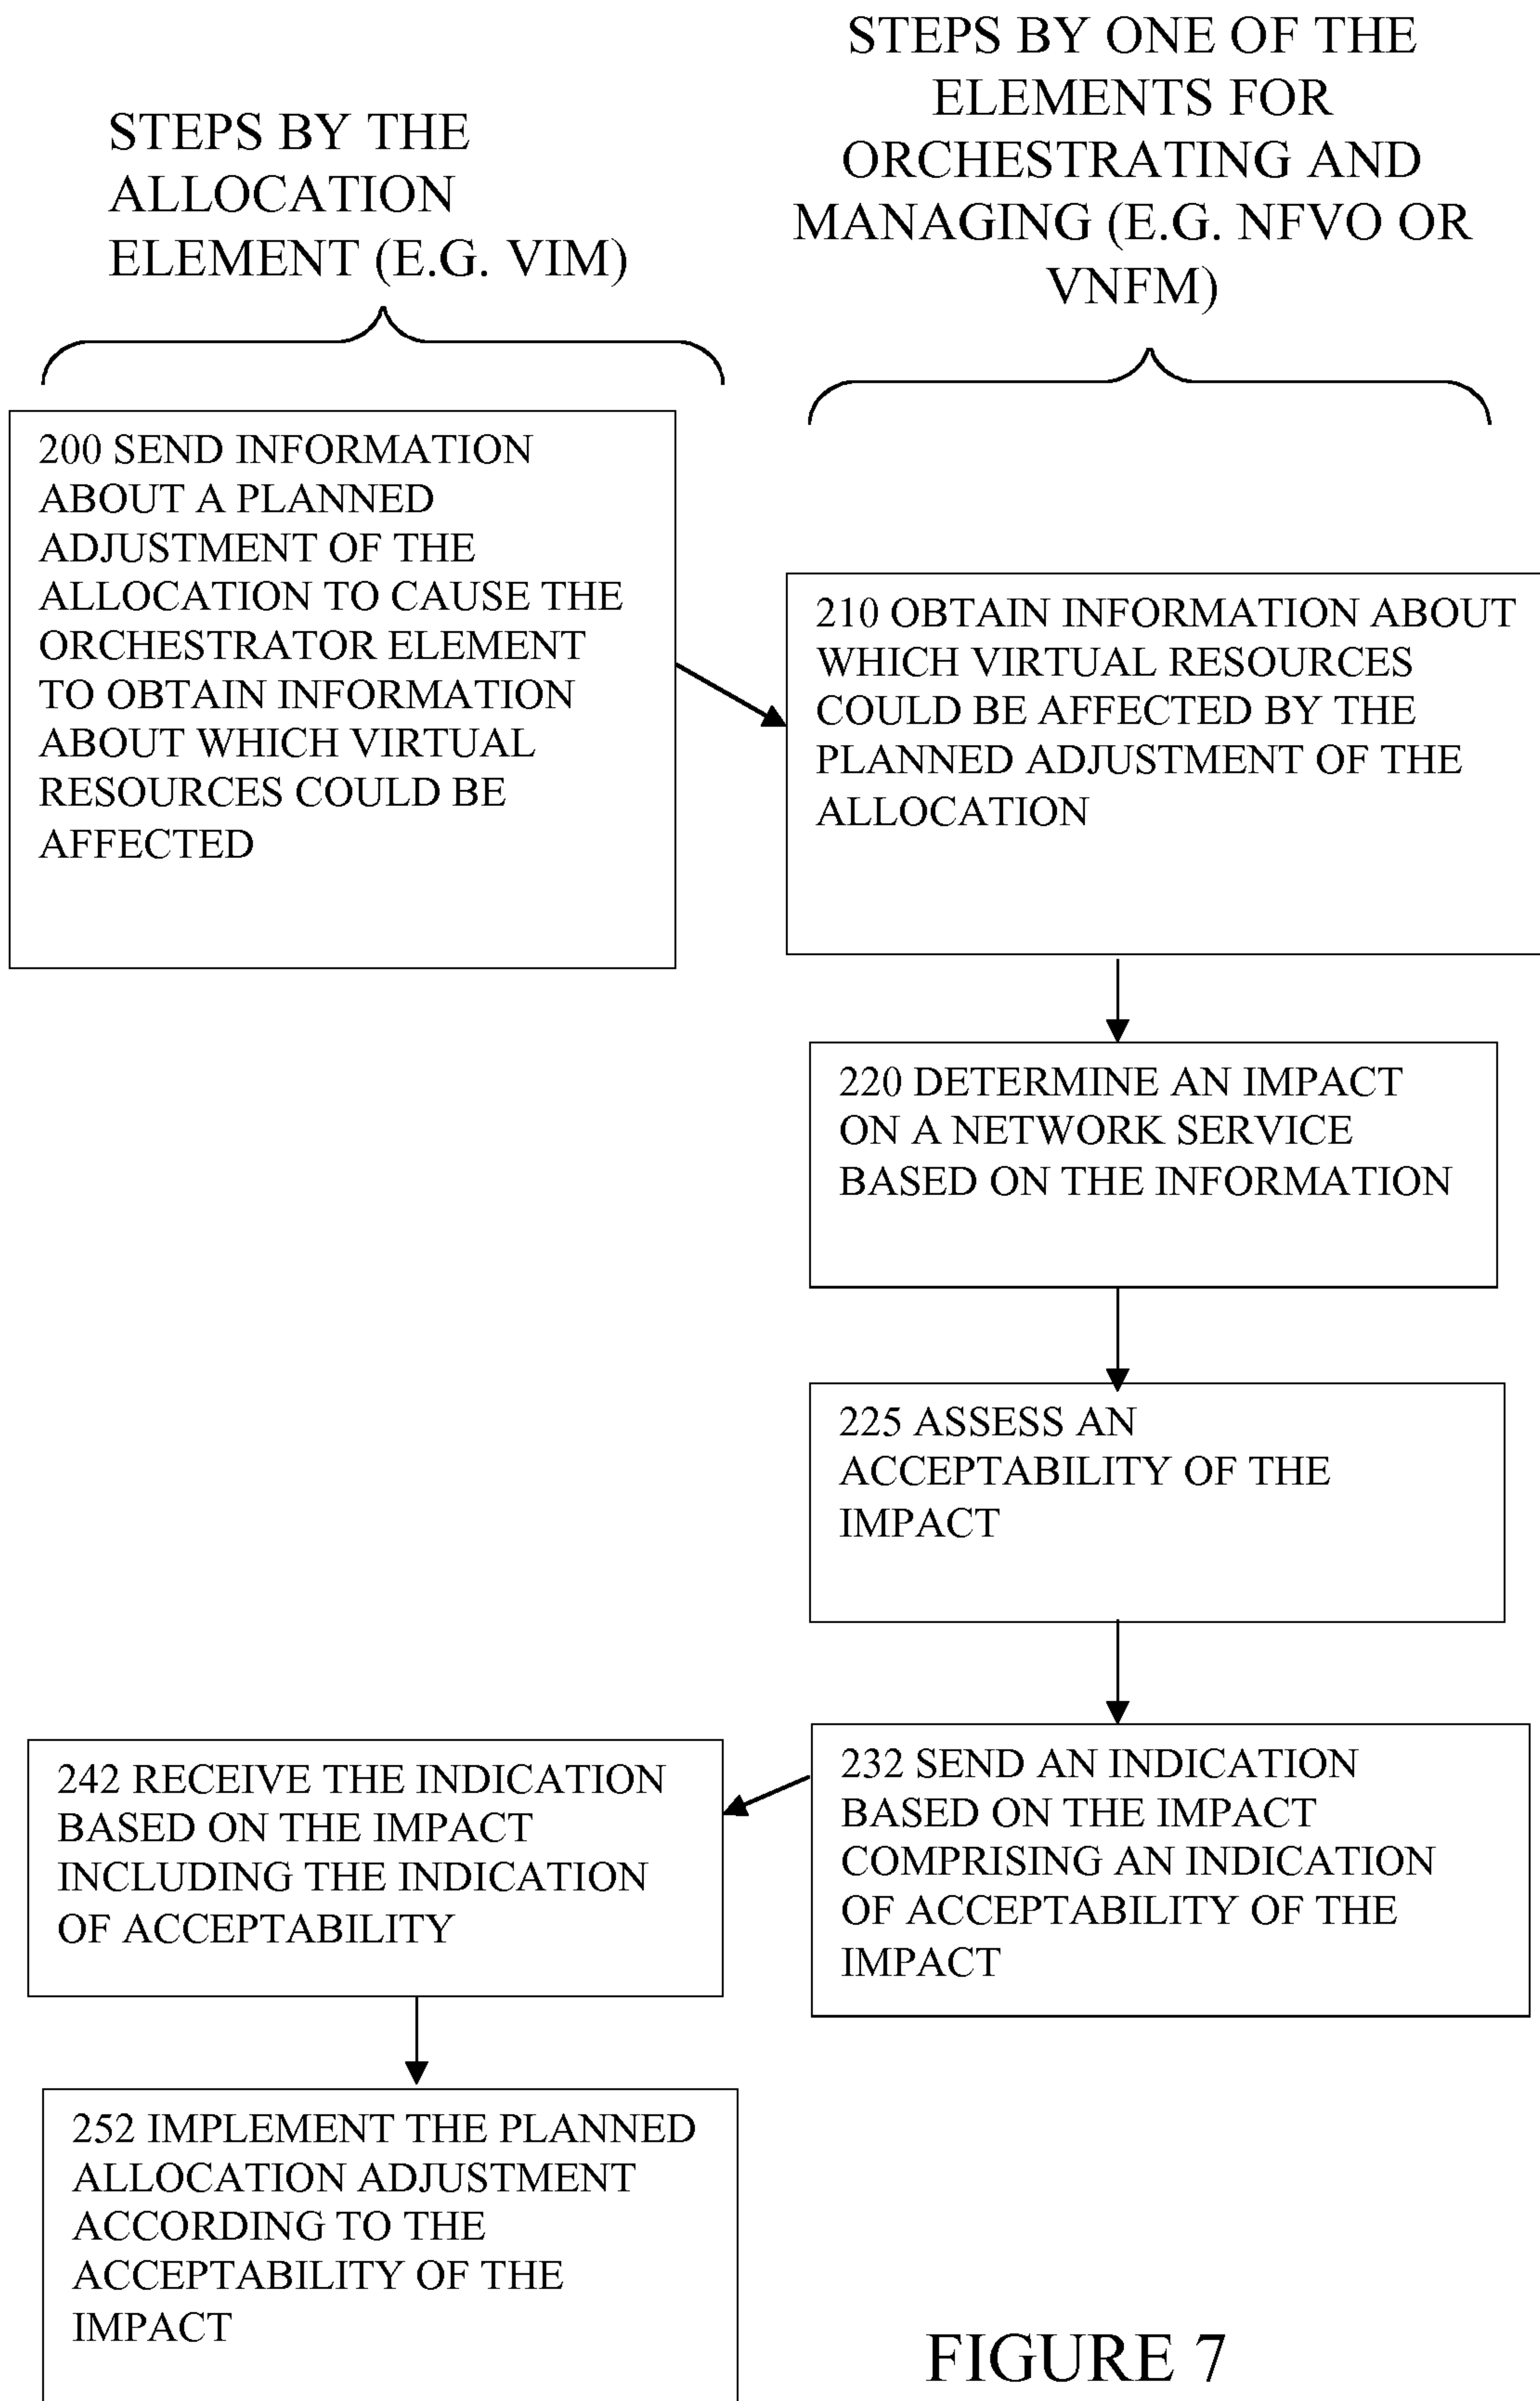 STEPS BY THE
ALLOCATION
ELEMENT (E.G. VIM)
STEPS BY ONE OF THE
ELEMENTS FOR
ORCHESTRATING AND
MANAGING (E.G. NFVO OR
VNFM)
200 SEND INFORMATION
ABOUT A PLANNED
ADJUSTMENT OF THE
ALLOCATION TO CAUSE THE
ORCHESTRATOR ELEMENT
TO OBTAIN INFORMATION
ABOUT WHICH VIRTUAL
RESOURCES COULD BE
AFFECTED
210 OBTAIN INFORMATION ABOUT
WHICH VIRTUAL RESOURCES
COULD BE AFFECTED BY THE
PLANNED ADJUSTMENT OF THE
ALLOCATION
220 DETERMINE AN IMPACT
ON A NETWORK SERVICE
BASED ON THE INFORMATION
225 ASSESS AN
ACCEPTABILITY OF THE
IMPACT
232 SEND AN INDICATION
BASED ON THE IMPACT
COMPRISING AN INDICATION
OF ACCEPTABILITY OF THE
IMPACT
242 RECEIVE THE INDICATION
BASED ON THE IMPACT
INCLUDING THE INDICATION
OF ACCEPTABILITY
252 IMPLEMENT THE PLANNED
ALLOCATION ADJUSTMENT
ACCORDING TO THE
ACCEPTABILITY OF THE
IMPACT
FIGURE 7